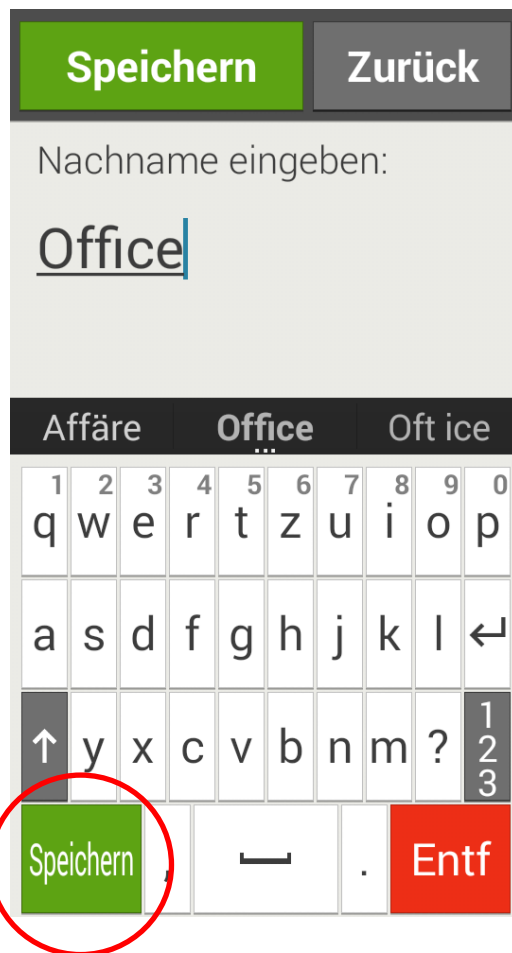 Speichern Zurück
Nachname eingeben:
Office
Affäre Office Oft ice
1 2 3 4 5 6 7 8 9 0
q w e r t z u i o p
a s d f g h j k l ↵
↑ y x c v b n m ? 1 2 3
Speichern , . Entf